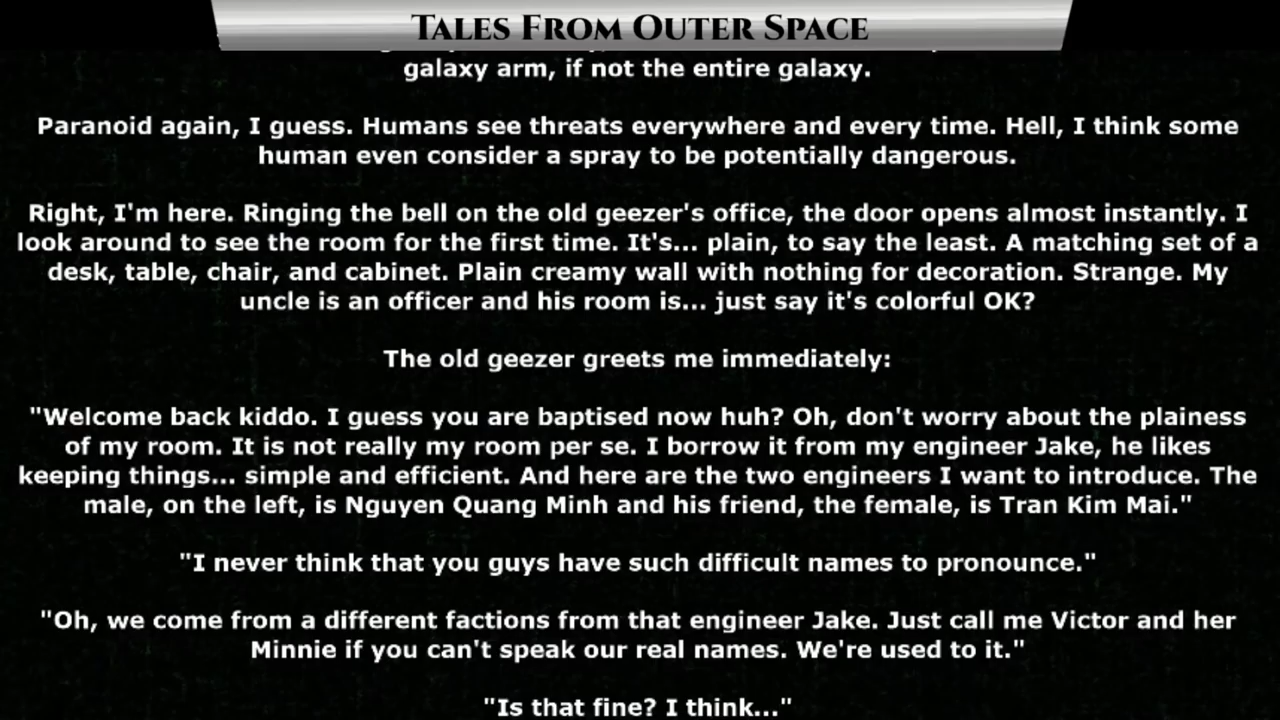 Tales From Outer Space
galaxy arm, if not the entire galaxy.
Paranoid again, I guess. Humans see threats everywhere and every time. Hell, I think some
human even consider a spray to be potentially dangerous.
Right, I'm here. Ringing the bell on the old geezer's office, the door opens almost instantly. I
look around to see the room for the first time. It's... plain, to say the least. A matching set of a
desk, table, chair, and cabinet. Plain creamy wall with nothing for decoration. Strange. My
uncle is an officer and his room is... just say it's colorful OK?
The old geezer greets me immediately:
"Welcome back kiddo. I guess you are baptised now huh? Oh, don't worry about the plainess
of my room. It is not really my room per se. I borrow it from my engineer Jake, he likes
keeping things... simple and efficient. And here are the two engineers I want to introduce. The
male, on the left, is Nguyen Quang Minh and his friend, the female, is Tran Kim Mai."
"I never think that you guys have such difficult names to pronounce."
"Oh, we come from a different factions from that engineer Jake. Just call me Victor and her
Minnie if you can't speak our real names. We're used to it."
"Is that fine? I think..."